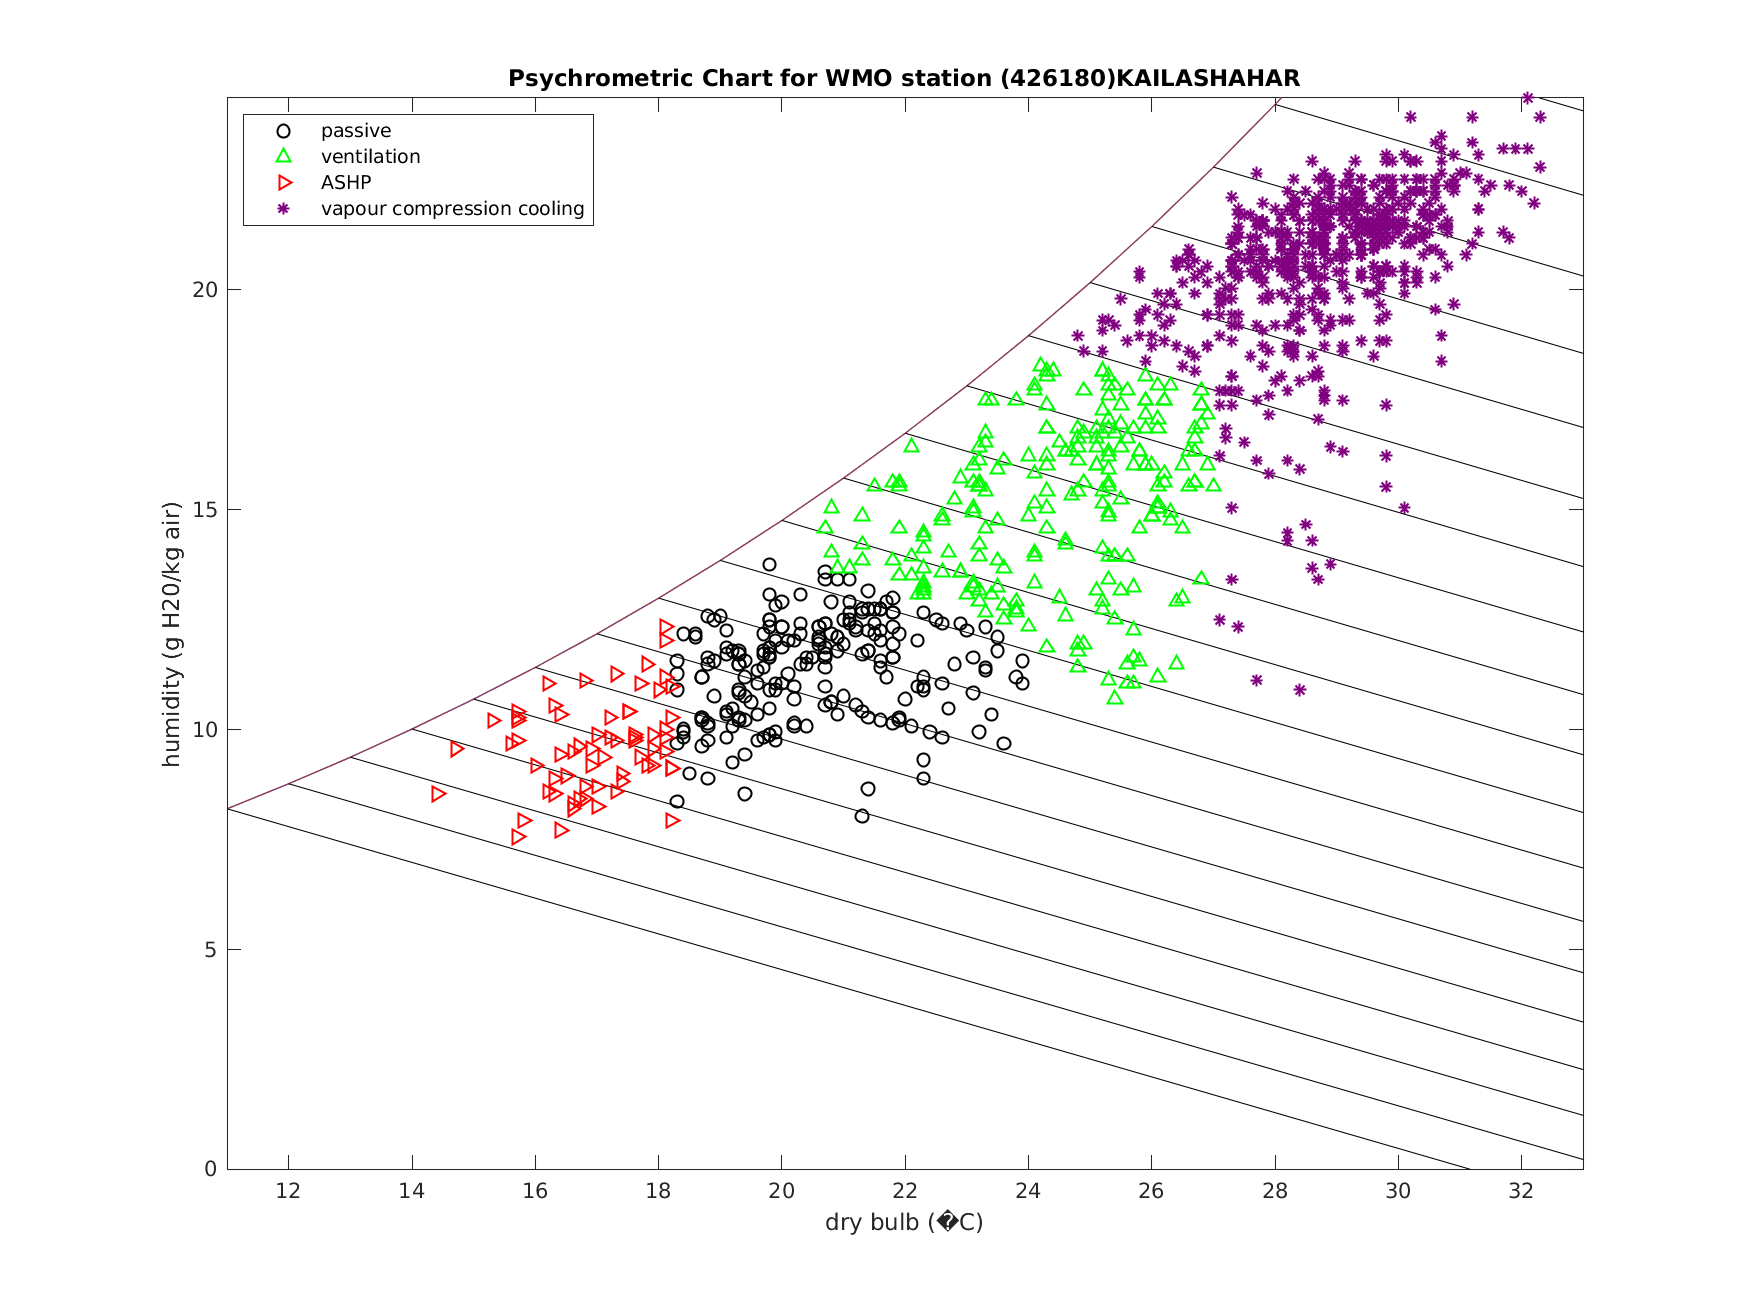 Psychrometric Chart for WMO station (426180)KAILASHAHAR
passive
ventilation
ASHP
vapour compression cooling
humidity (g H20/kg air)
20
15
10
5
0
12 14 16 18 20 22 24 26 28 30 32
dry bulb (�C)